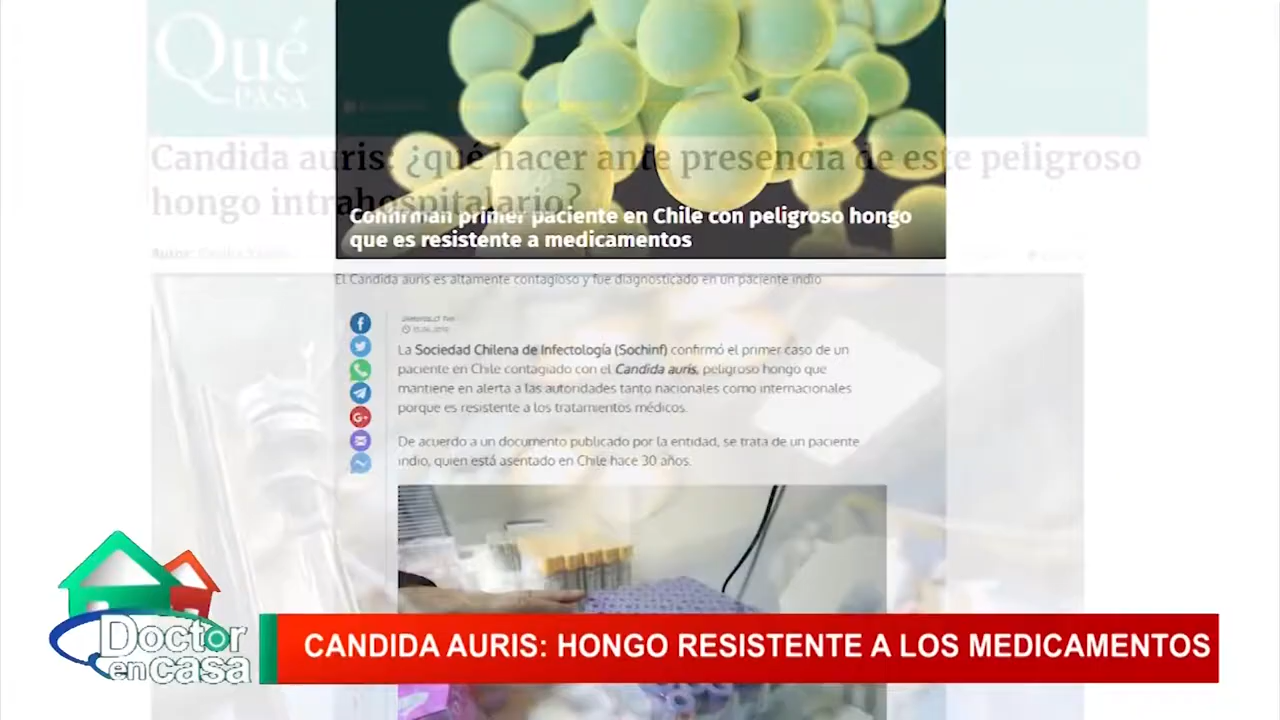 Qué
PASA
Candida auris: ¿qué hacer ante presencia de este peligroso
hongo intrahospitalario?
Confirman primer paciente en Chile con peligroso hongo
que es resistente a medicamentos
Autor:
El Candida auris es altamente contagioso y fue diagnosticado en un paciente indio
La Sociedad Chilena de Infectología (Sochinf) confirmó el primer caso de un
paciente en Chile contagiado con el Candida auris, peligroso hongo que
mantiene en alerta a las autoridades tanto nacionales como internacionales
porque es resistente a los tratamientos médicos.
De acuerdo a un documento publicado por la entidad, se trata de un paciente
indio, quien está asentado en Chile hace 30 años.
Doctor
en casa
CANDIDA AURIS: HONGO RESISTENTE A LOS MEDICAMENTOS